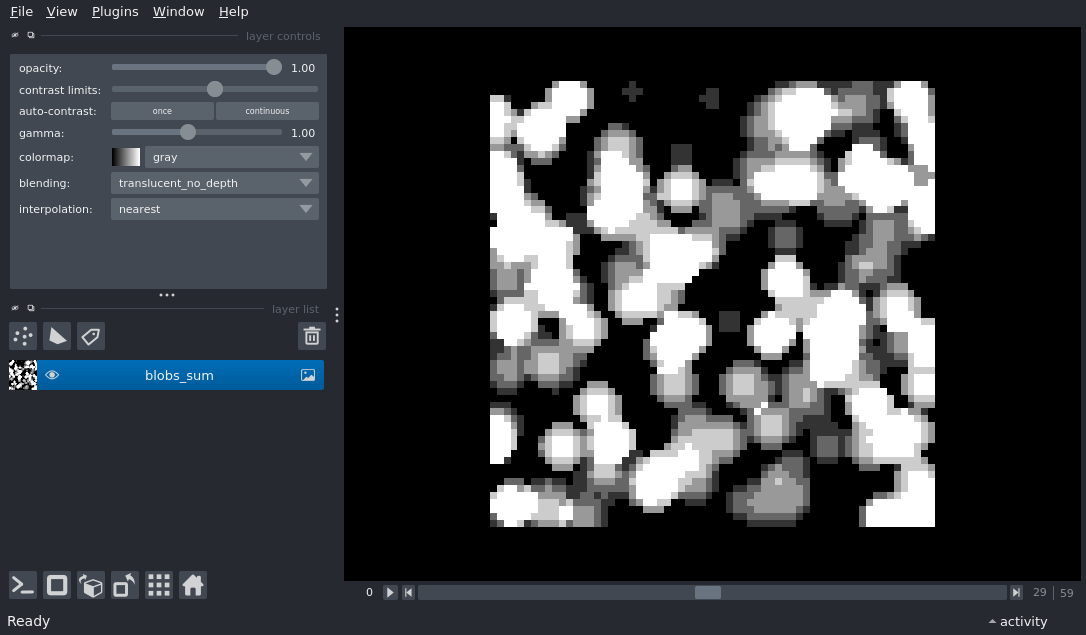 File View Plugins Window Help
layer controls
opacity: 1.00
contrast limits:
auto-contrast: once continuous
gamma: 1.00
colormap: gray
blending: translucent_no_depth
interpolation: nearest
layer list
blobs_sum
0 29 59
Ready activity